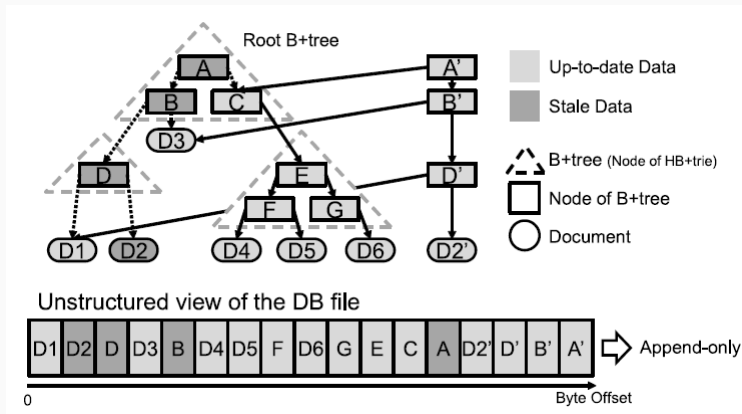 Root B+tree
A
A'
Up-to-date Data
B
C
B'
Stale Data
D3
B+tree (Node of HB+trie)
D
E
D'
Node of B+tree
F
G
D1
D2
D4
D5
D6
D2'
Document
Unstructured view of the DB file
D1 D2 D D3 B D4 D5 F D6 G E C A D2' D' B' A'
Append-only
0
Byte Offset